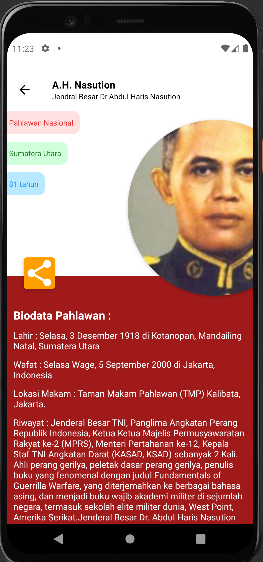 11:23
A.H. Nasution
Jendral Besar Dr Abdul Haris Nasution
Pahlawan Nasional
Sumatera Utara
81 tahun
Biodata Pahlawan :
Lahir : Selasa, 3 Desember 1918 di Kotanopan, Mandailing
Natal, Sumatera Utara
Wafat : Selasa Wage, 5 September 2000 di Jakarta,
Indonesia
Lokasi Makam : Taman Makam Pahlawan (TMP) Kalibata,
Jakarta.
Riwayat : Jenderal Besar TNI, Panglima Angkatan Perang
Republik Indonesia, Ketua Ketua Majelis Permusyawaratan
Rakyat ke-2 (MPRS), Menteri Pertahanan ke-12, Kepala
Staf TNI Angkatan Darat (KASAD, KSAD) sebanyak 2 Kali.
Ahli perang gerilya, peletak dasar perang gerilya, penulis
buku yang fenomenal dengan judul Fundamentals of
Guerrilla Warfare, yang diterjemahkan ke berbagai bahasa
asing, dan menjadi buku wajib akademi militer di sejumlah
negara, termasuk sekolah elite militer dunia, West Point,
Amerika Serikat.Jenderal Besar Dr. Abdul Haris Nasution